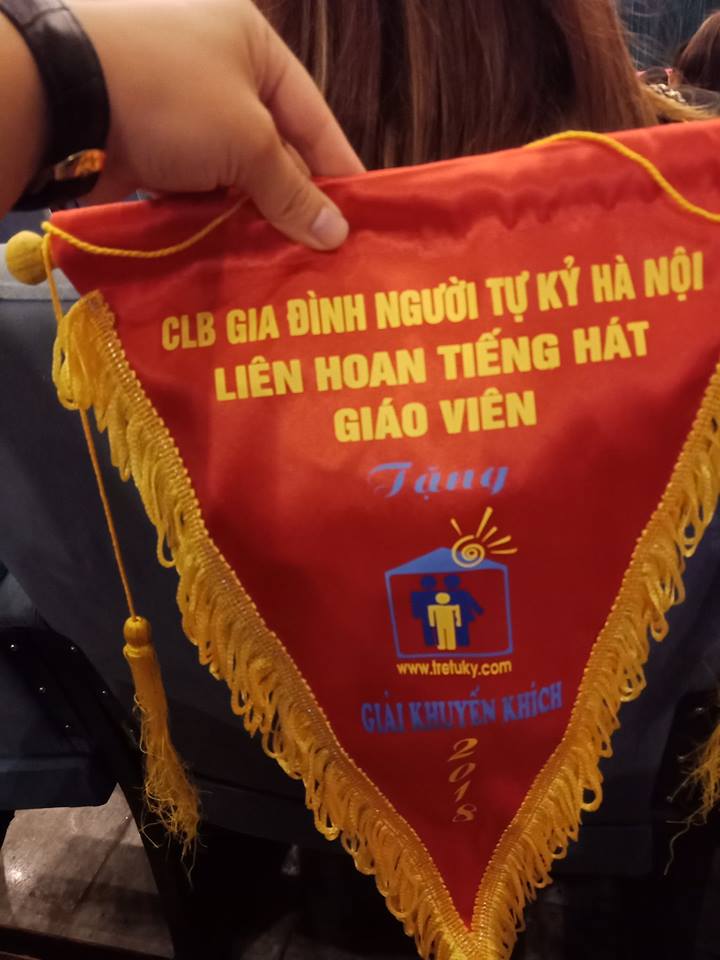 CLB GIA ĐÌNH NGƯỜI TỰ KỶ HÀ NỘI
LIÊN HOAN TIẾNG HÁT
GIÁO VIÊN
Tặng
www.tretuky.com
GIẢI KHUYẾN KHÍCH
2018